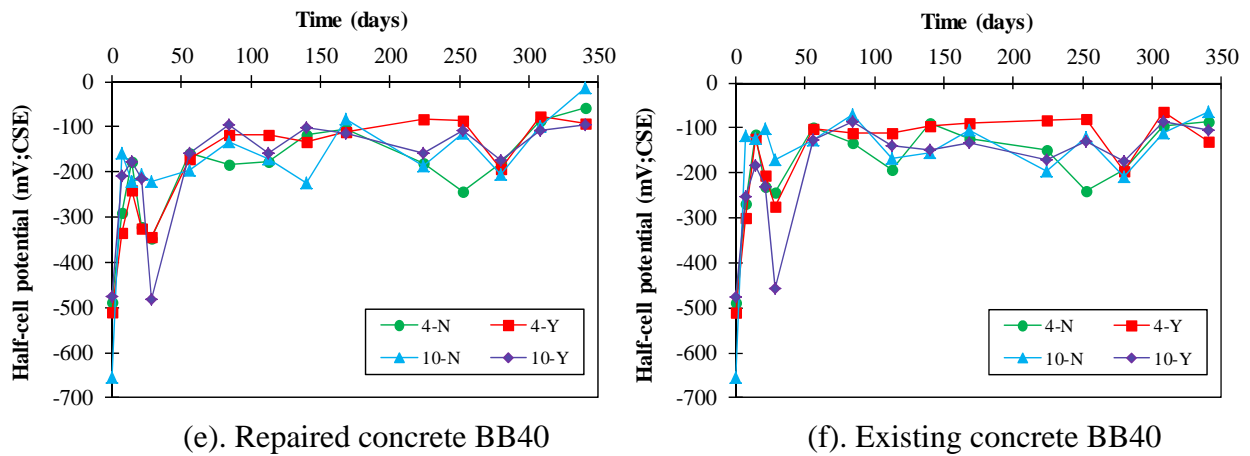 Time (days)
0 50 100 150 200 250 300 350
0
-100
-200
-300
-400
-500
-600
-700
Half-cell potential (mV;CSE)
4-N 4-Y
10-N 10-Y
(e). Repaired concrete BB40
Time (days)
0 50 100 150 200 250 300 350
0
-100
-200
-300
-400
-500
-600
-700
Half-cell potential (mV;CSE)
4-N 4-Y
10-N 10-Y
(f). Existing concrete BB40